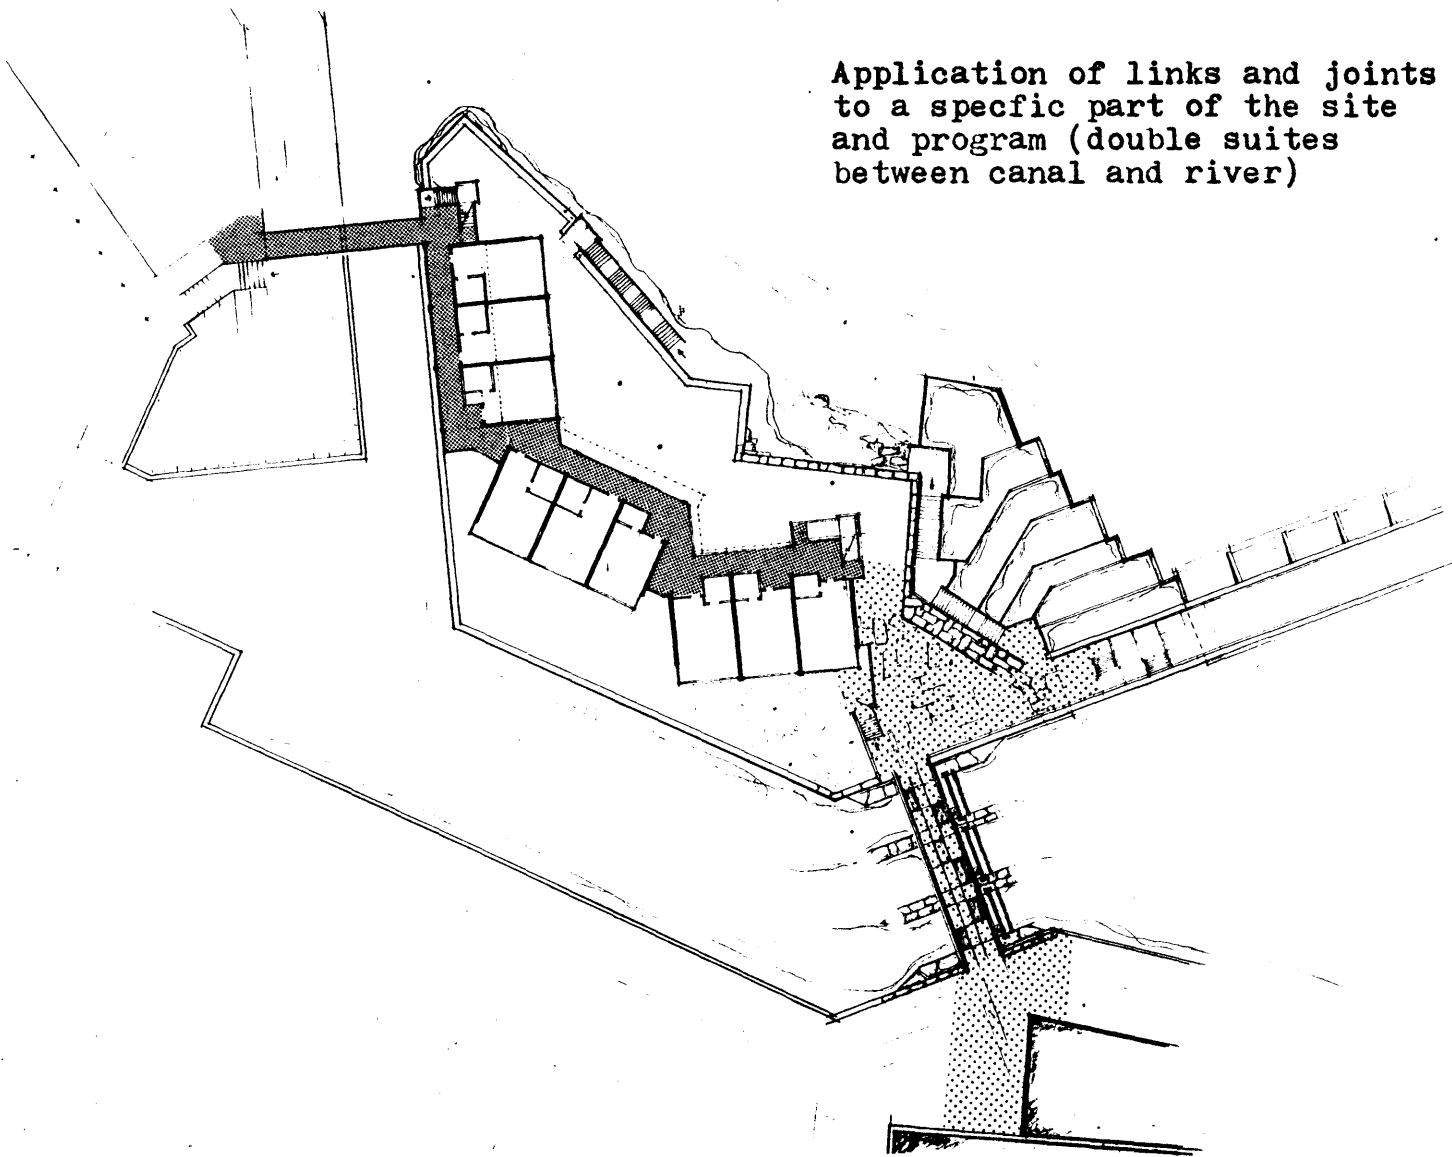 Application of links and joints
to a specfic part of the site
and program (double suites
between canal and river)